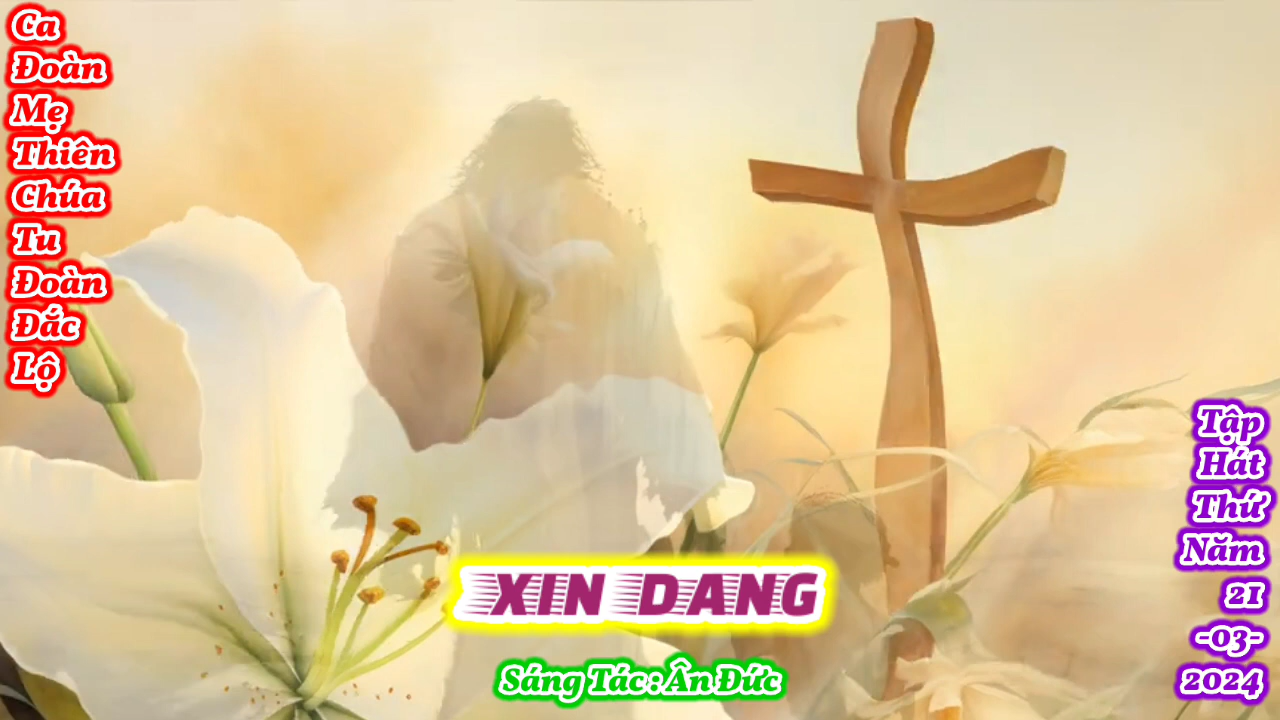 Ca
Đoàn
Mẹ
Thiên
Chúa
Tu
Đoàn
Đắc
Lộ
Tập
Hát
Thứ
Năm
21
-03-
2024
XIN DANG
Sáng Tác : Ân Đức